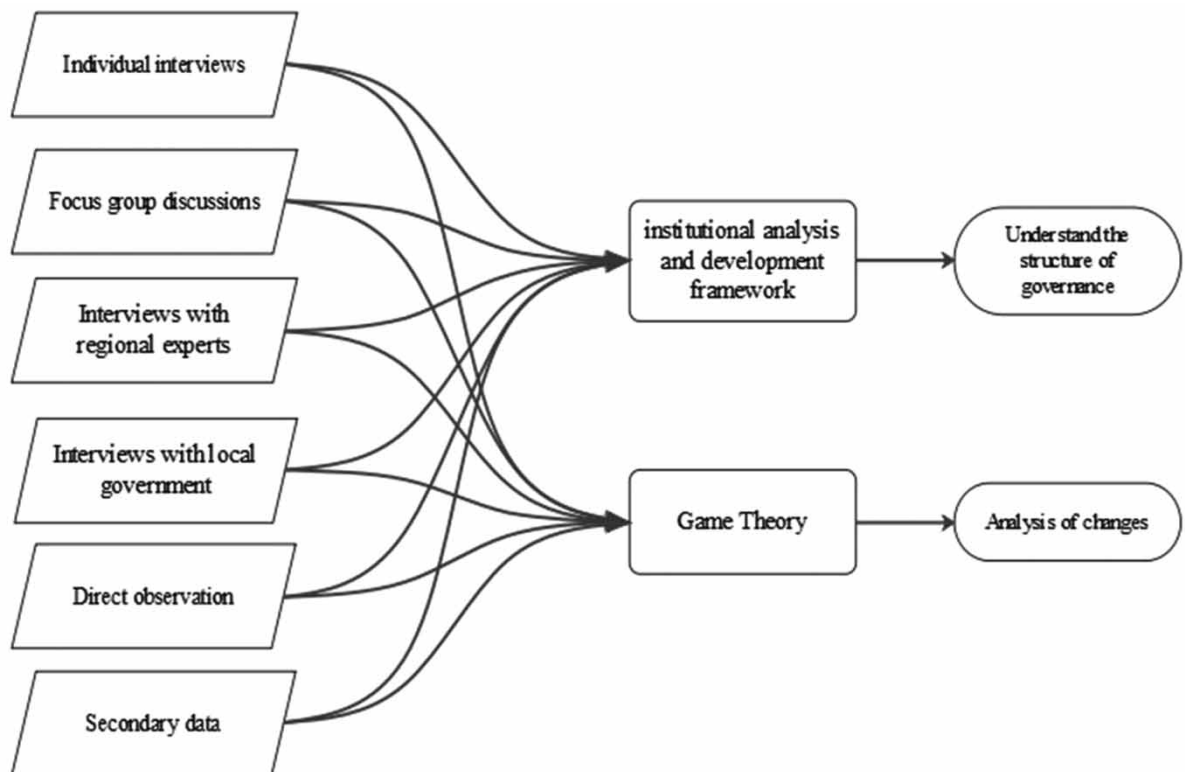 Individual interviews
Focus group discussions
Interviews with
regional experts
Interviews with local
government
Direct observation
Secondary data
institutional analysis
and development
framework
Game Theory
Understand the
structure of
governance
Analysis of changes